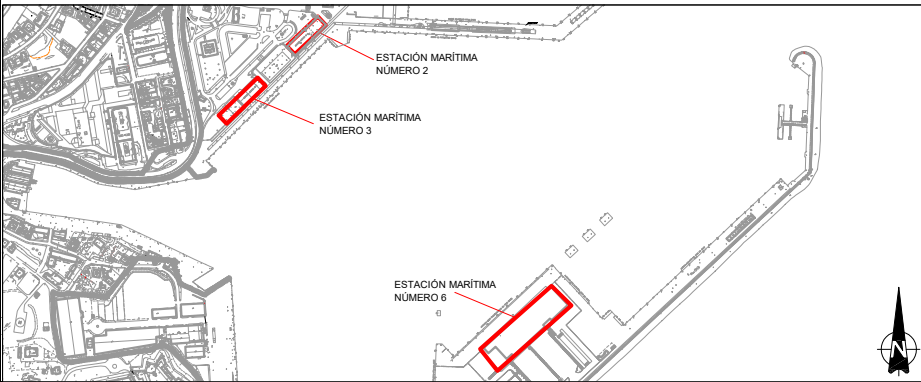 ESTACIÓN MARÍTIMA
NÚMERO 2
ESTACIÓN MARÍTIMA
NÚMERO 3
ESTACIÓN MARÍTIMA
NÚMERO 6
N